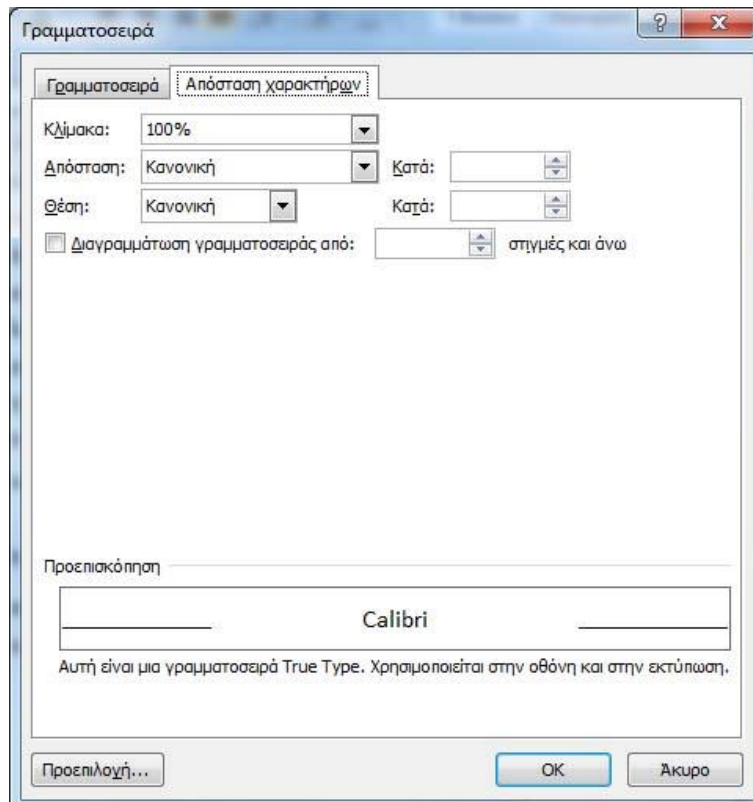 Γραμματοσειρά
Γραμματοσειρά Απόσταση χαρακτήρων
Κλίμακα: 100%
Απόσταση: Κανονική Κατά:
Θέση: Κανονική Κατά:
Διαγραμμάτωση γραμματοσειράς από: στιγμές και άνω
Προεπισκόπηση
Calibri
Αυτή είναι μια γραμματοσειρά True Type. Χρησιμοποιείται στην οθόνη και στην εκτύπωση.
Προεπιλογή... OK Άκυρο